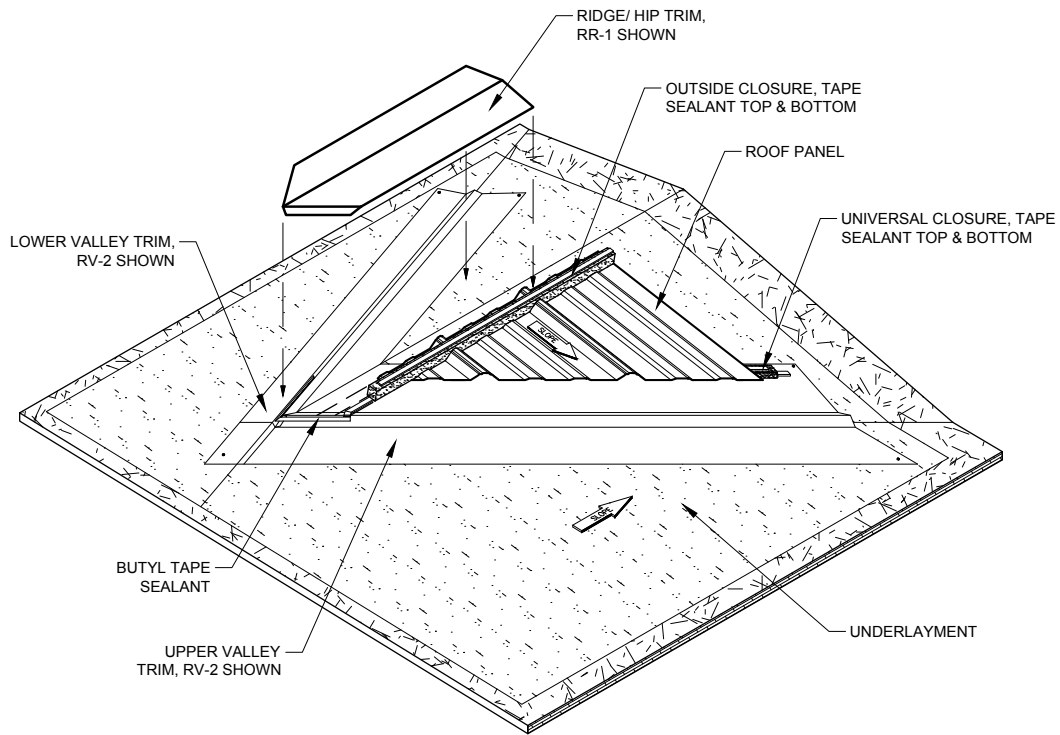 RIDGE/ HIP TRIM,
RR-1 SHOWN
OUTSIDE CLOSURE, TAPE
SEALANT TOP & BOTTOM
ROOF PANEL
UNIVERSAL CLOSURE, TAPE
SEALANT TOP & BOTTOM
LOWER VALLEY TRIM,
RV-2 SHOWN
SLOPE
SLOPE
BUTYL TAPE
SEALANT
UNDERLAYMENT
UPPER VALLEY
TRIM, RV-2 SHOWN